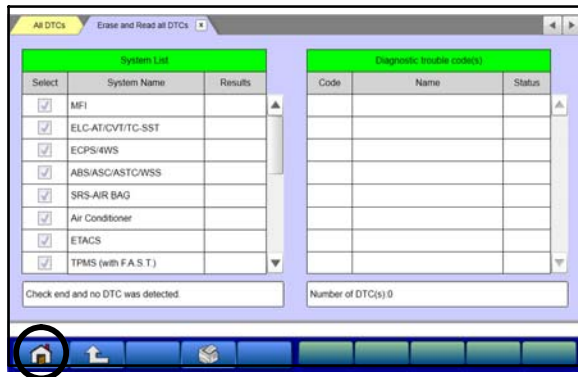 All DTCs Erase and Read all DTCs x
System List
Select System Name Results
MFI
ELC-AT/CVT/TC-SST
ECPS/4WS
ABS/ASC/ASTC/WSS
SRS-AIR BAG
Air Conditioner
ETACS
TPMS (with F.A.S.T.)
Check end and no DTC was detected.
Diagnostic trouble code(s)
Code Name Status
Number of DTC(s):0